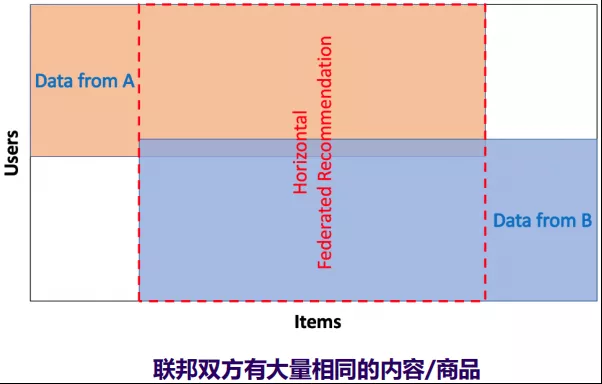 Data from A
Horizontal
Federated Recommendation
Users
Data from B
Items
联邦双方有大量相同的内容/商品